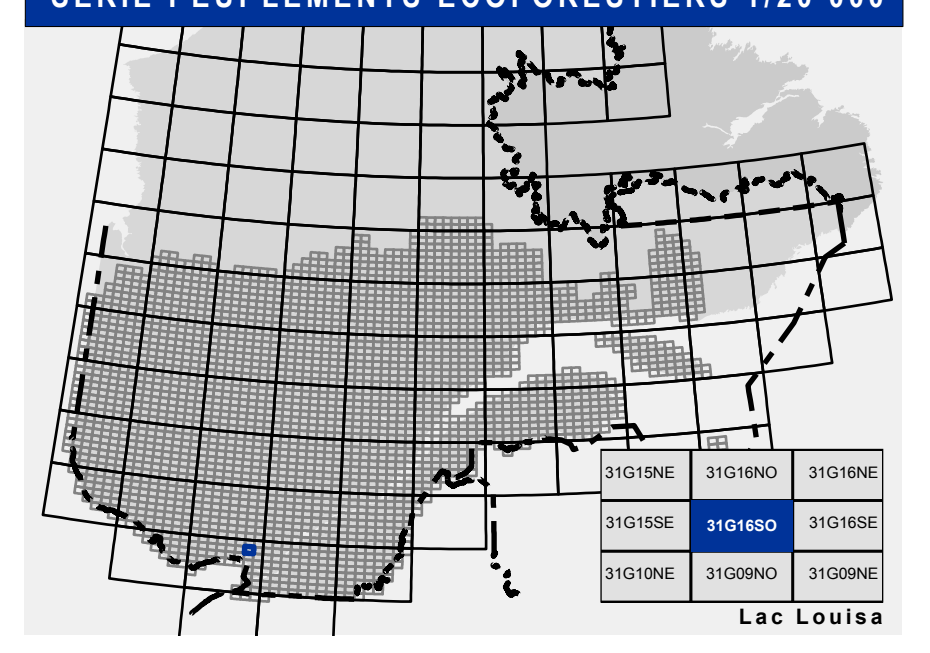 SÉRIE PEUPLEMENTS ÉCOFORESTIERS 1/20 000
31G15NE 31G16NO 31G16NE
31G15SE 31G16SO 31G16SE
31G10NE 31G09NO 31G09NE
Lac Louisa